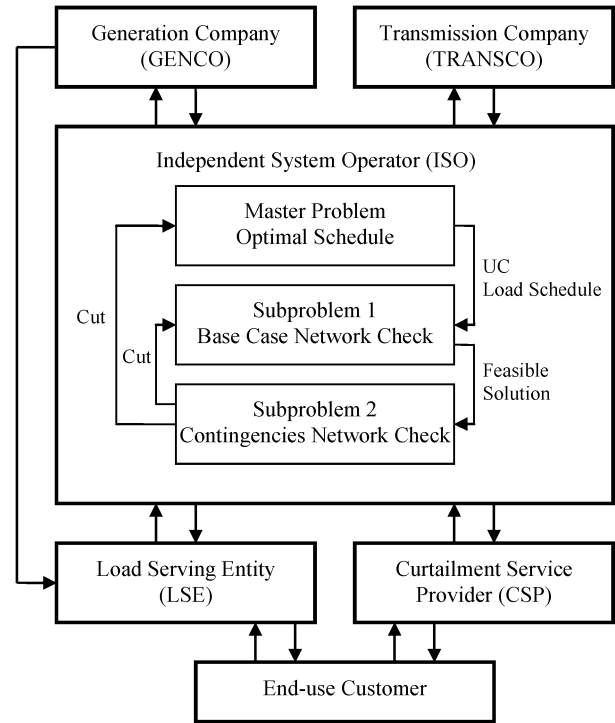 Generation Company
(GENCO)
Transmission Company
(TRANSCO)
Independent System Operator (ISO)
Master Problem
Optimal Schedule
UC
Load Schedule
Cut
Subproblem 1
Base Case Network Check
Cut
Feasible
Solution
Subproblem 2
Contingencies Network Check
Load Serving Entity
(LSE)
Curtailment Service
Provider (CSP)
End-use Customer